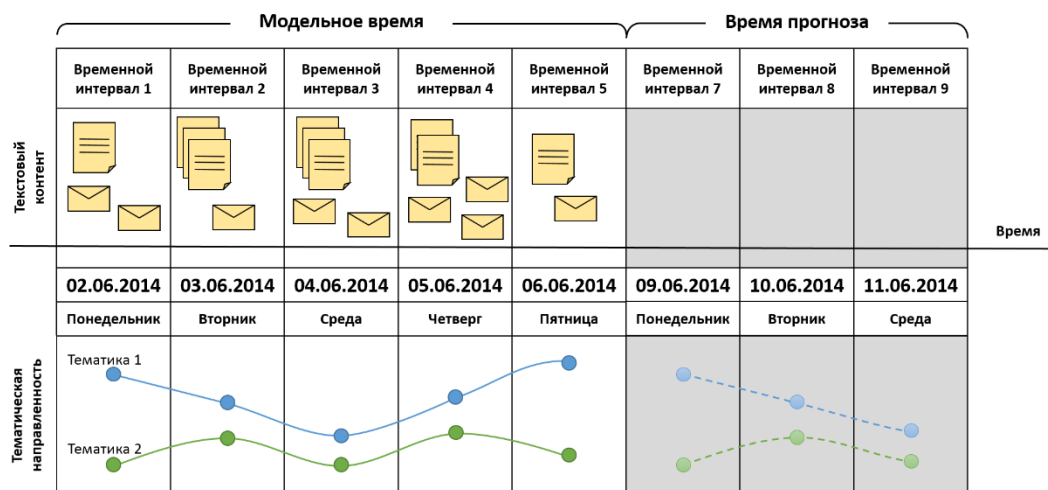 Модельное время
Время прогноза
Временной интервал 1
Временной интервал 2
Временной интервал 3
Временной интервал 4
Временной интервал 5
Временной интервал 7
Временной интервал 8
Временной интервал 9
Текстовый контент
Время
02.06.2014
03.06.2014
04.06.2014
05.06.2014
06.06.2014
09.06.2014
10.06.2014
11.06.2014
Понедельник
Вторник
Среда
Четверг
Пятница
Понедельник
Вторник
Среда
Тематическая направленность
Тематика 1
Тематика 2